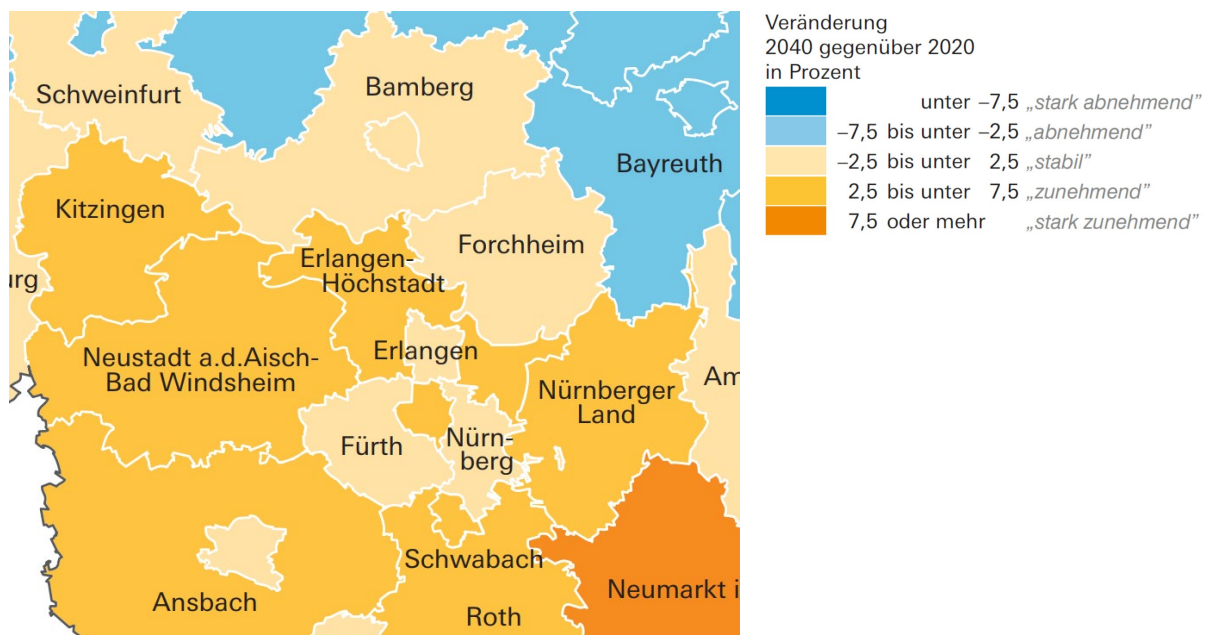 Schweinfurt
Bamberg
Bayreuth
Kitzingen
Forchheim
Erlangen-
Höchstadt
urg
Erlangen
Neustadt a.d.Aisch-
Bad Windsheim
Nürnberger
Land
Am
Fürth
Nürn-
berg
Schwabach
Ansbach
Roth
Neumarkt i
Veränderung
2040 gegenüber 2020
in Prozent
unter –7,5 „stark abnehmend”
–7,5 bis unter –2,5 „abnehmend”
–2,5 bis unter 2,5 „stabil”
2,5 bis unter 7,5 „zunehmend”
7,5 oder mehr „stark zunehmend”